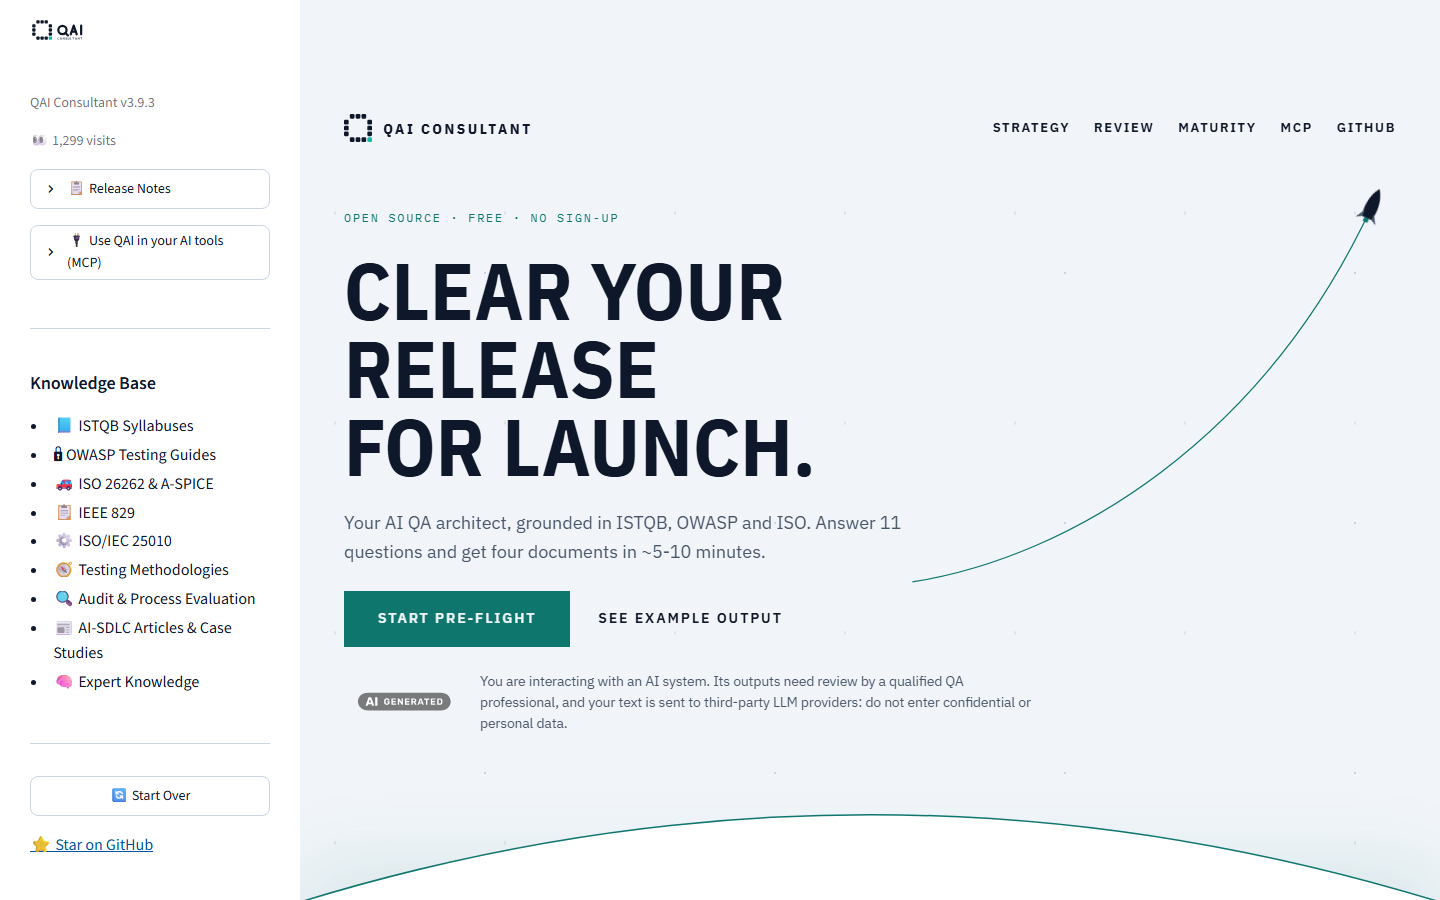 QAI
CONSULTANT
QAI Consultant v3.9.3
1,299 visits
Release Notes
Use QAI in your AI tools
(MCP)
Knowledge Base
ISTQB Syllabuses
OWASP Testing Guides
ISO 26262 & A-SPICE
IEEE 829
ISO/IEC 25010
Testing Methodologies
Audit & Process Evaluation
AI-SDLC Articles & Case
Studies
Expert Knowledge
Start Over
Star on GitHub
QAI CONSULTANT
STRATEGY REVIEW MATURITY MCP GITHUB
OPEN SOURCE · FREE · NO SIGN-UP
CLEAR YOUR
RELEASE
FOR LAUNCH.
Your AI QA architect, grounded in ISTQB, OWASP and ISO. Answer 11
questions and get four documents in ~5-10 minutes.
START PRE-FLIGHT SEE EXAMPLE OUTPUT
AI GENERATED
You are interacting with an AI system. Its outputs need review by a qualified QA
professional, and your text is sent to third-party LLM providers: do not enter confidential or
personal data.